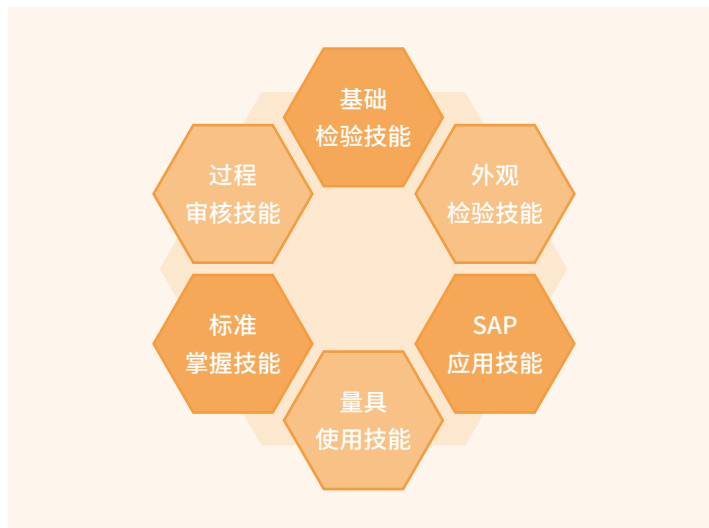 基础
检验技能
过程
审核技能
外观
检验技能
标准
掌握技能
SAP
应用技能
量具
使用技能